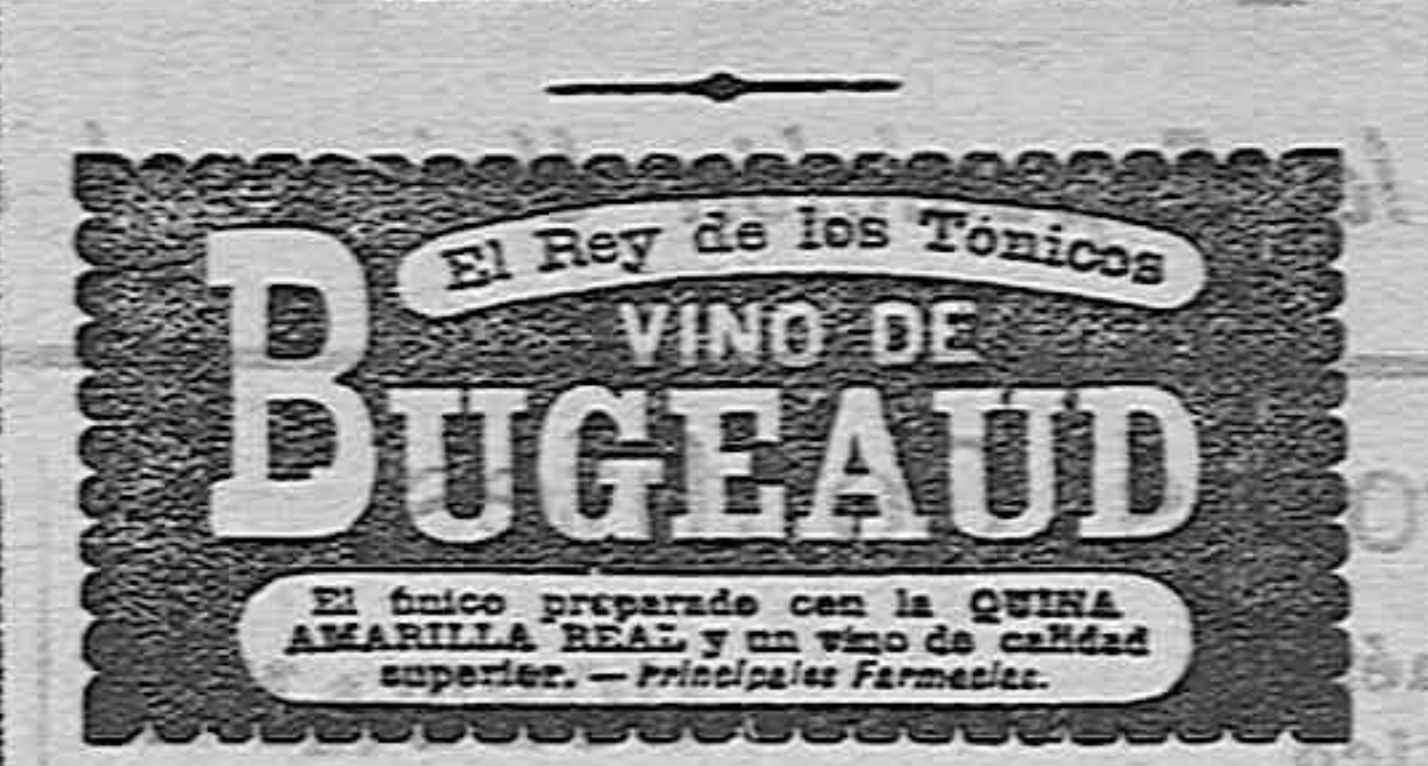 El Rey de los Tónicos
VINO DE
BUGEAUD
El único preparado con la QUINA
AMARILLA REAL y un vino de calidad
superior. — Principales Farmacias.